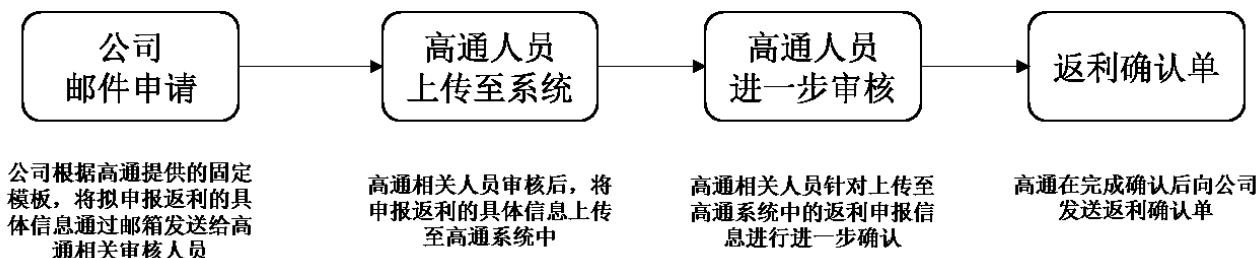 公司
邮件申请
高通人员
上传至系统
高通人员
进一步审核
返利确认单
公司根据高通提供的固定
模板，将拟申报返利的具
体信息通过邮箱发送给高
通相关审核人员
高通相关人员审核后，将
申报返利的具体信息上传
至高通系统中
高通相关人员针对上传至
高通系统中的返利申报信
息进行进一步确认
高通在完成确认后向公司
发送返利确认单